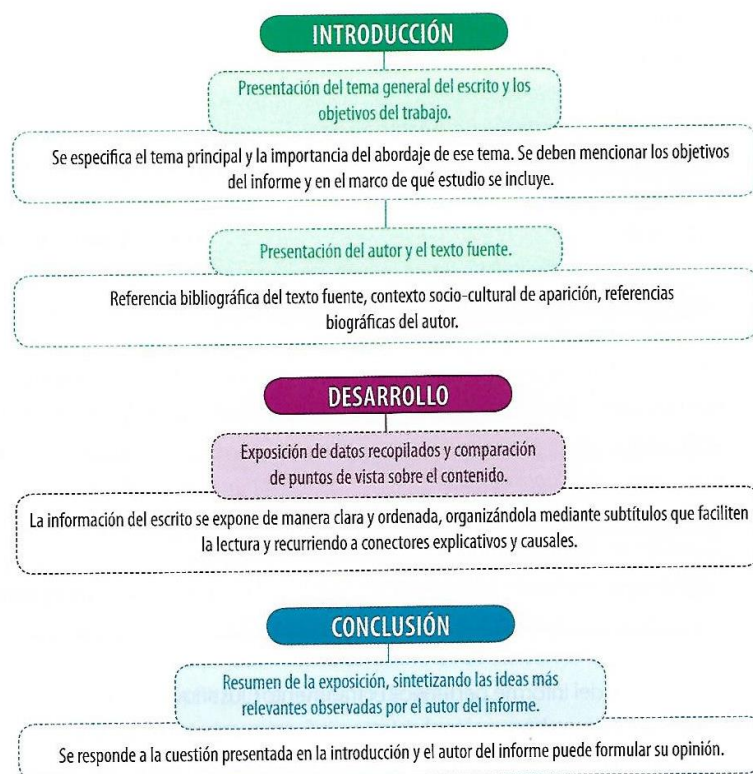 INTRODUCCIÓN
Presentación del tema general del escrito y los
objetivos del trabajo.
Se especifica el tema principal y la importancia del abordaje de ese tema. Se deben mencionar los objetivos
del informe y en el marco de qué estudio se incluye.
Presentación del autor y el texto fuente.
Referencia bibliográfica del texto fuente, contexto socio-cultural de aparición, referencias
biográficas del autor.
DESARROLLO
Exposición de datos recopilados y comparación
de puntos de vista sobre el contenido.
La información del escrito se expone de manera clara y ordenada, organizándola mediante subtítulos que faciliten
la lectura y recurriendo a conectores explicativos y causales.
CONCLUSIÓN
Resumen de la exposición, sintetizando las ideas más
relevantes observadas por el autor del informe.
Se responde a la cuestión presentada en la introducción y el autor del informe puede formular su opinión.